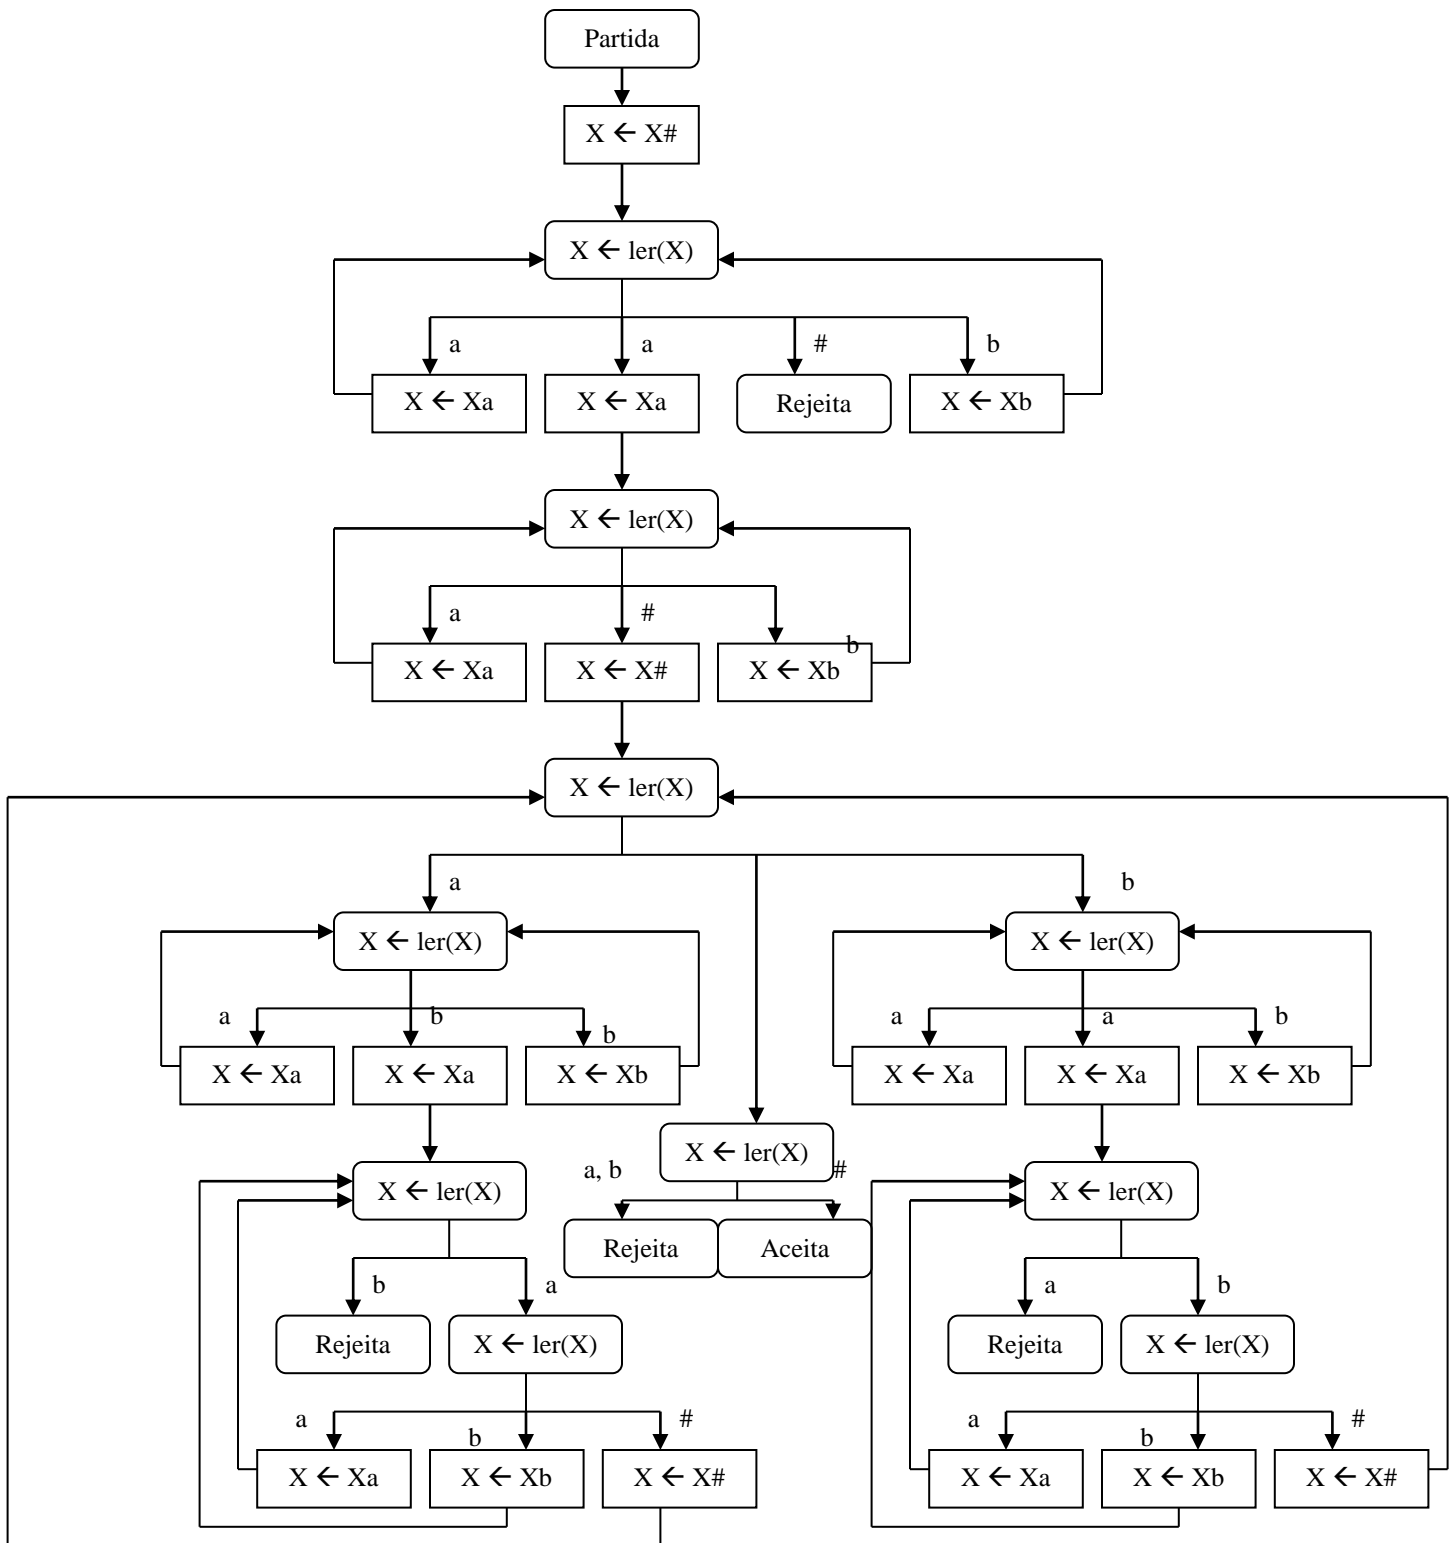 Partida
X ← X#
X ← ler(X)
a a # b
X ← Xa X ← Xa Rejeita X ← Xb
X ← ler(X)
a #
b
X ← Xa X ← X# X ← Xb
X ← ler(X)
a b
X ← ler(X) X ← ler(X)
a b b a a b
X ← Xa X ← Xa X ← Xb X ← Xa X ← Xa X ← Xb
X ← ler(X)
a, b #
X ← ler(X) X ← ler(X)
Rejeita Aceita
b a a b
Rejeita X ← ler(X) Rejeita X ← ler(X)
a b # a b #
X ← Xa X ← Xb X ← X# X ← Xa X ← Xb X ← X#